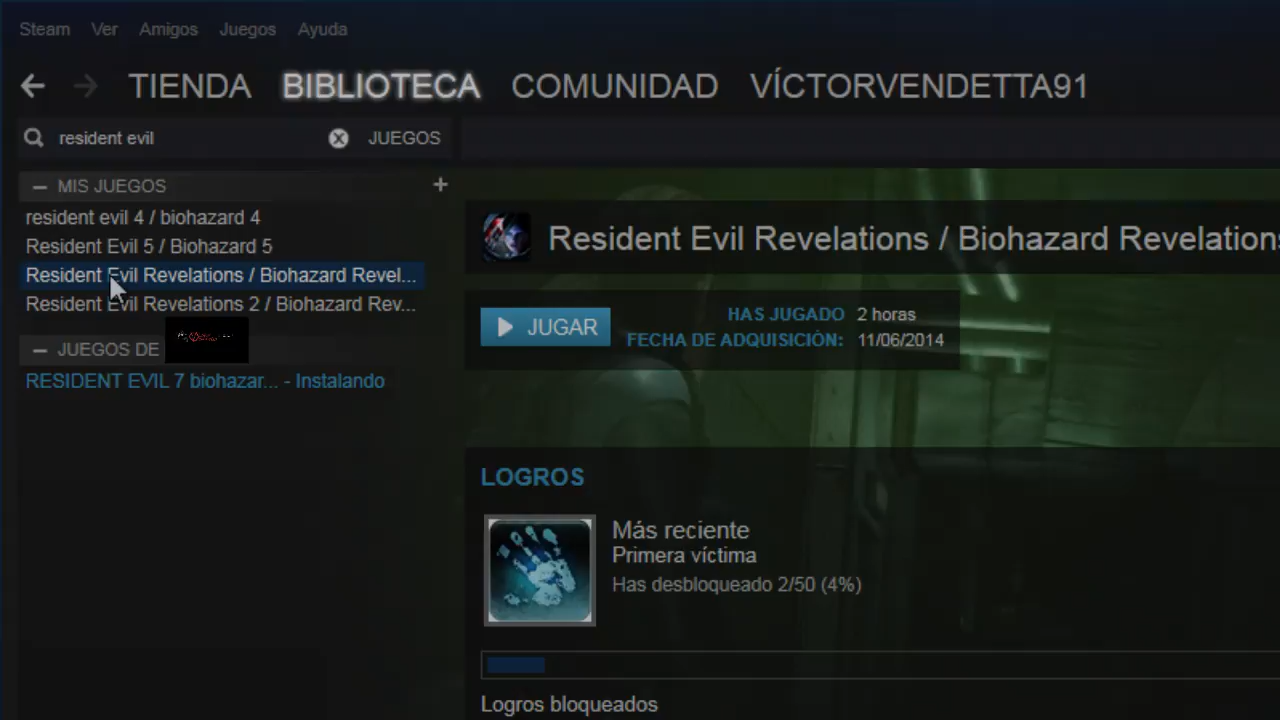 Steam Ver Amigos Juegos Ayuda
TIENDA BIBLIOTECA COMUNIDAD VÍCTORVENDETTA91
resident evil JUEGOS
– MIS JUEGOS +
resident evil 4 / biohazard 4
Resident Evil 5 / Biohazard 5
Resident Evil Revelations / Biohazard Revel...
Resident Evil Revelations 2 / Biohazard Rev...
– JUEGOS DE
RESIDENT EVIL 7 biohazar... - Instalando
Resident Evil Revelations / Biohazard Revelations
JUGAR
HAS JUGADO 2 horas
FECHA DE ADQUISICIÓN: 11/06/2014
LOGROS
Más reciente
Primera víctima
Has desbloqueado 2/50 (4%)
Logros bloqueados